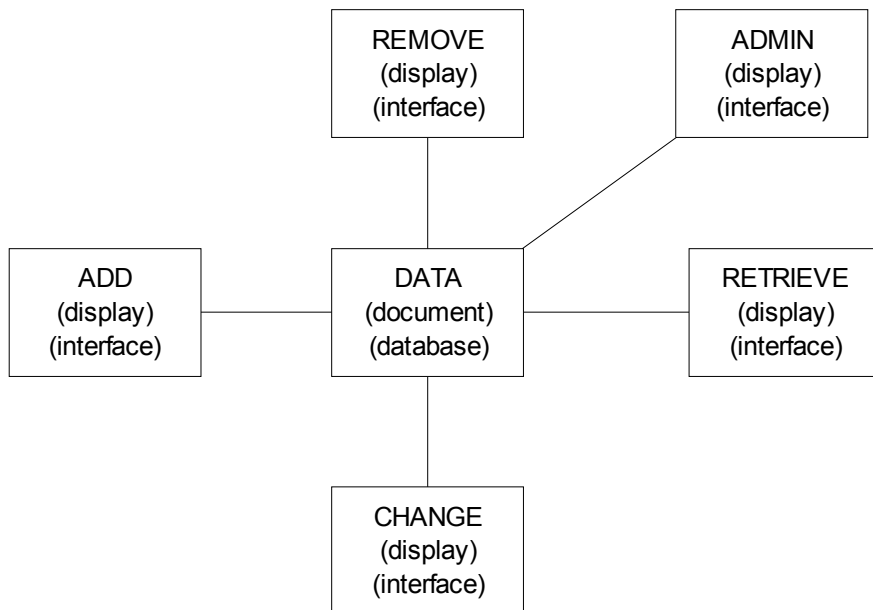 REMOVE
(display)
(interface)
ADMIN
(display)
(interface)
ADD
(display)
(interface)
DATA
(document)
(database)
RETRIEVE
(display)
(interface)
CHANGE
(display)
(interface)